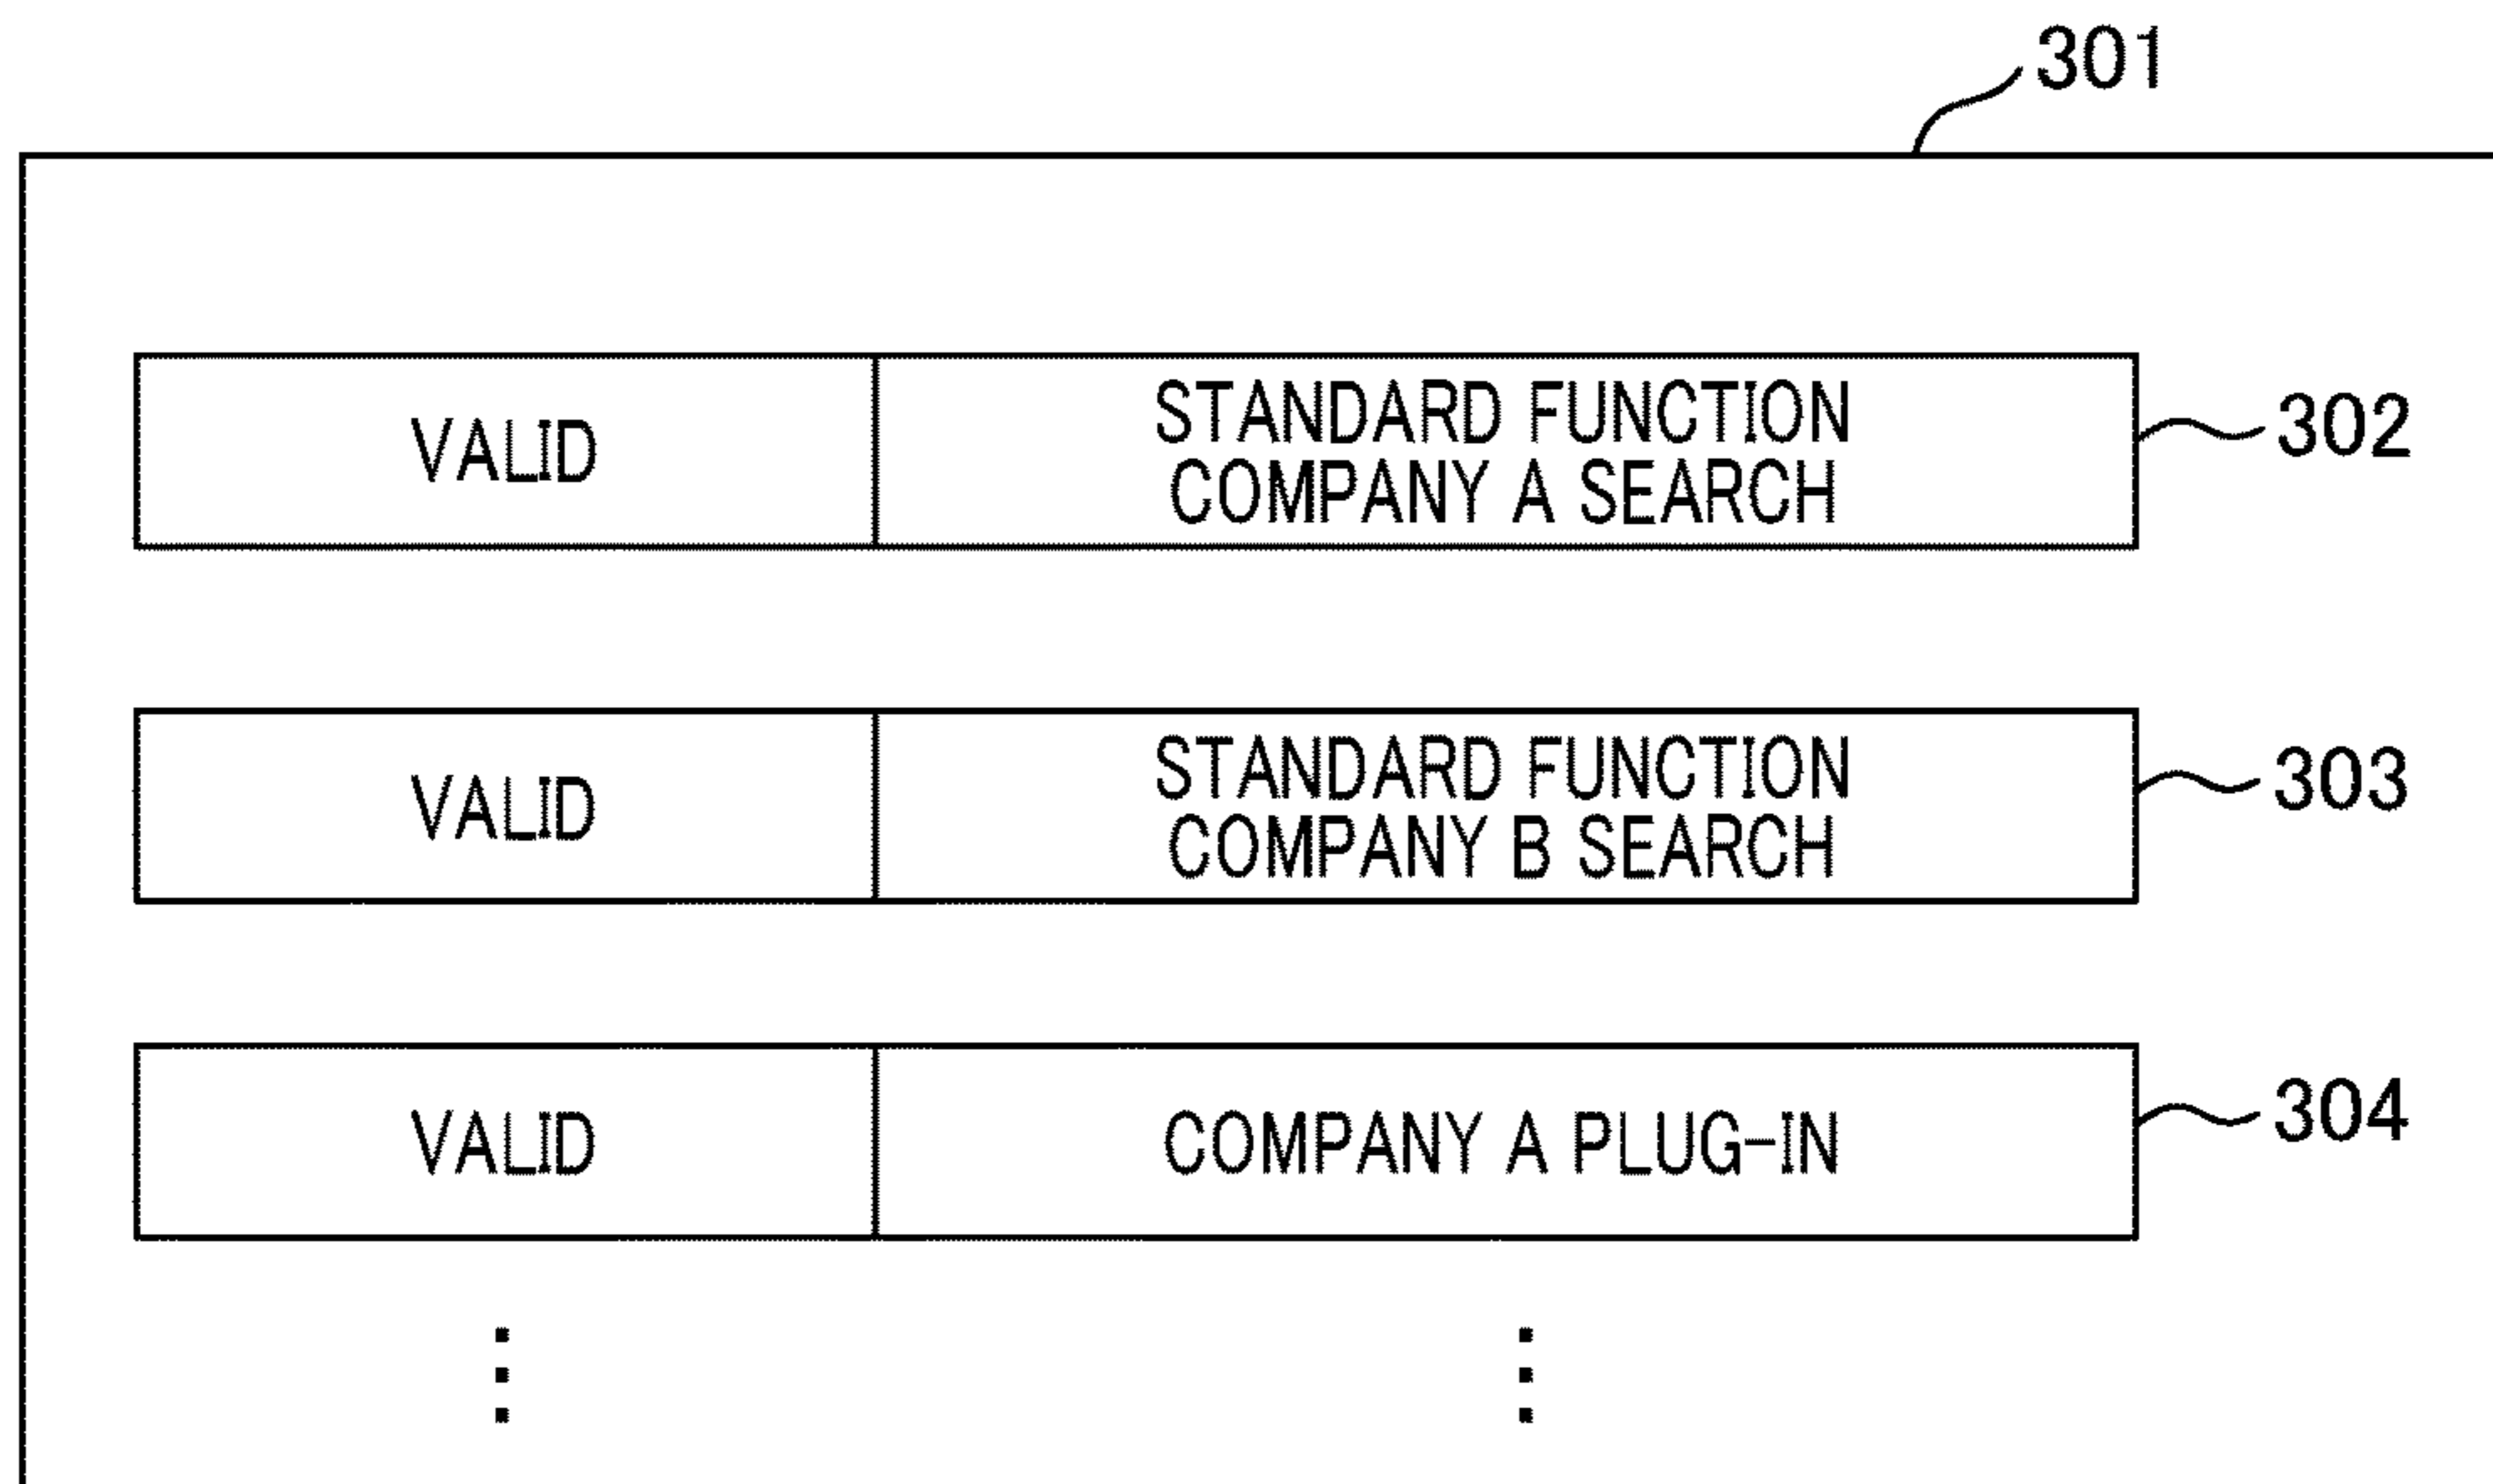 301
VALID
STANDARD FUNCTION
COMPANY A SEARCH
302
VALID
STANDARD FUNCTION
COMPANY B SEARCH
303
VALID
COMPANY A PLUG-IN
304